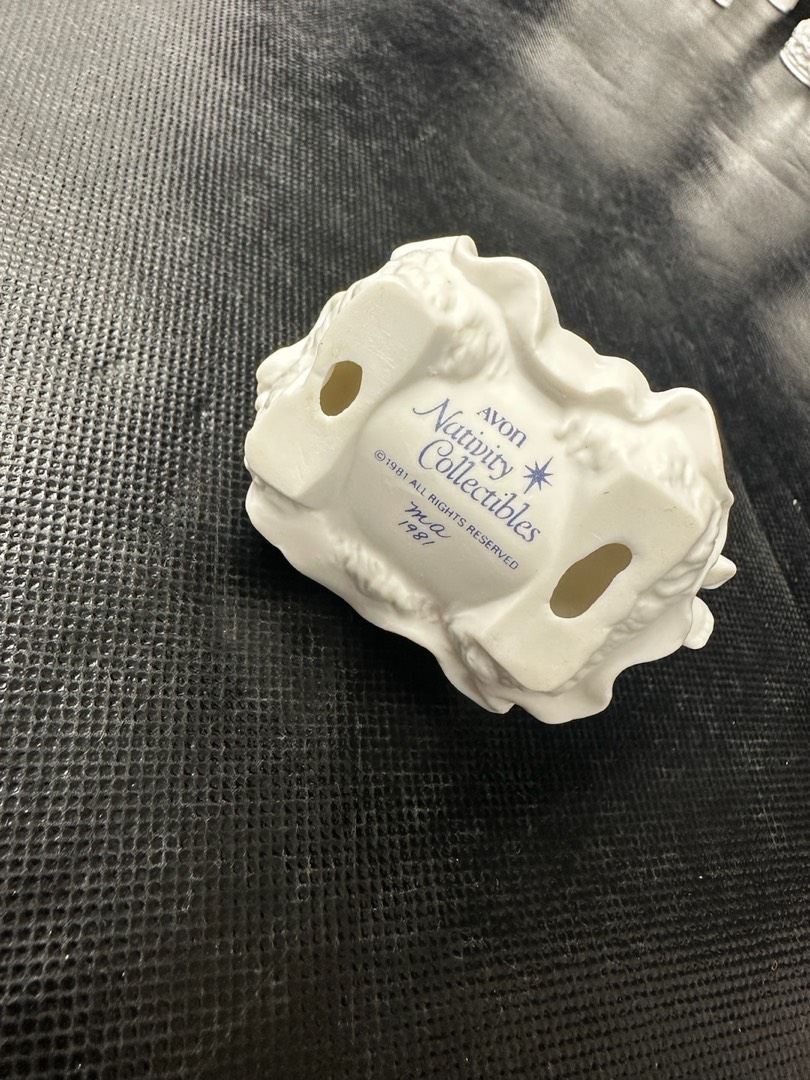 AVON
Nativity
Collectibles
©1981 ALL RIGHTS RESERVED
ma
1981